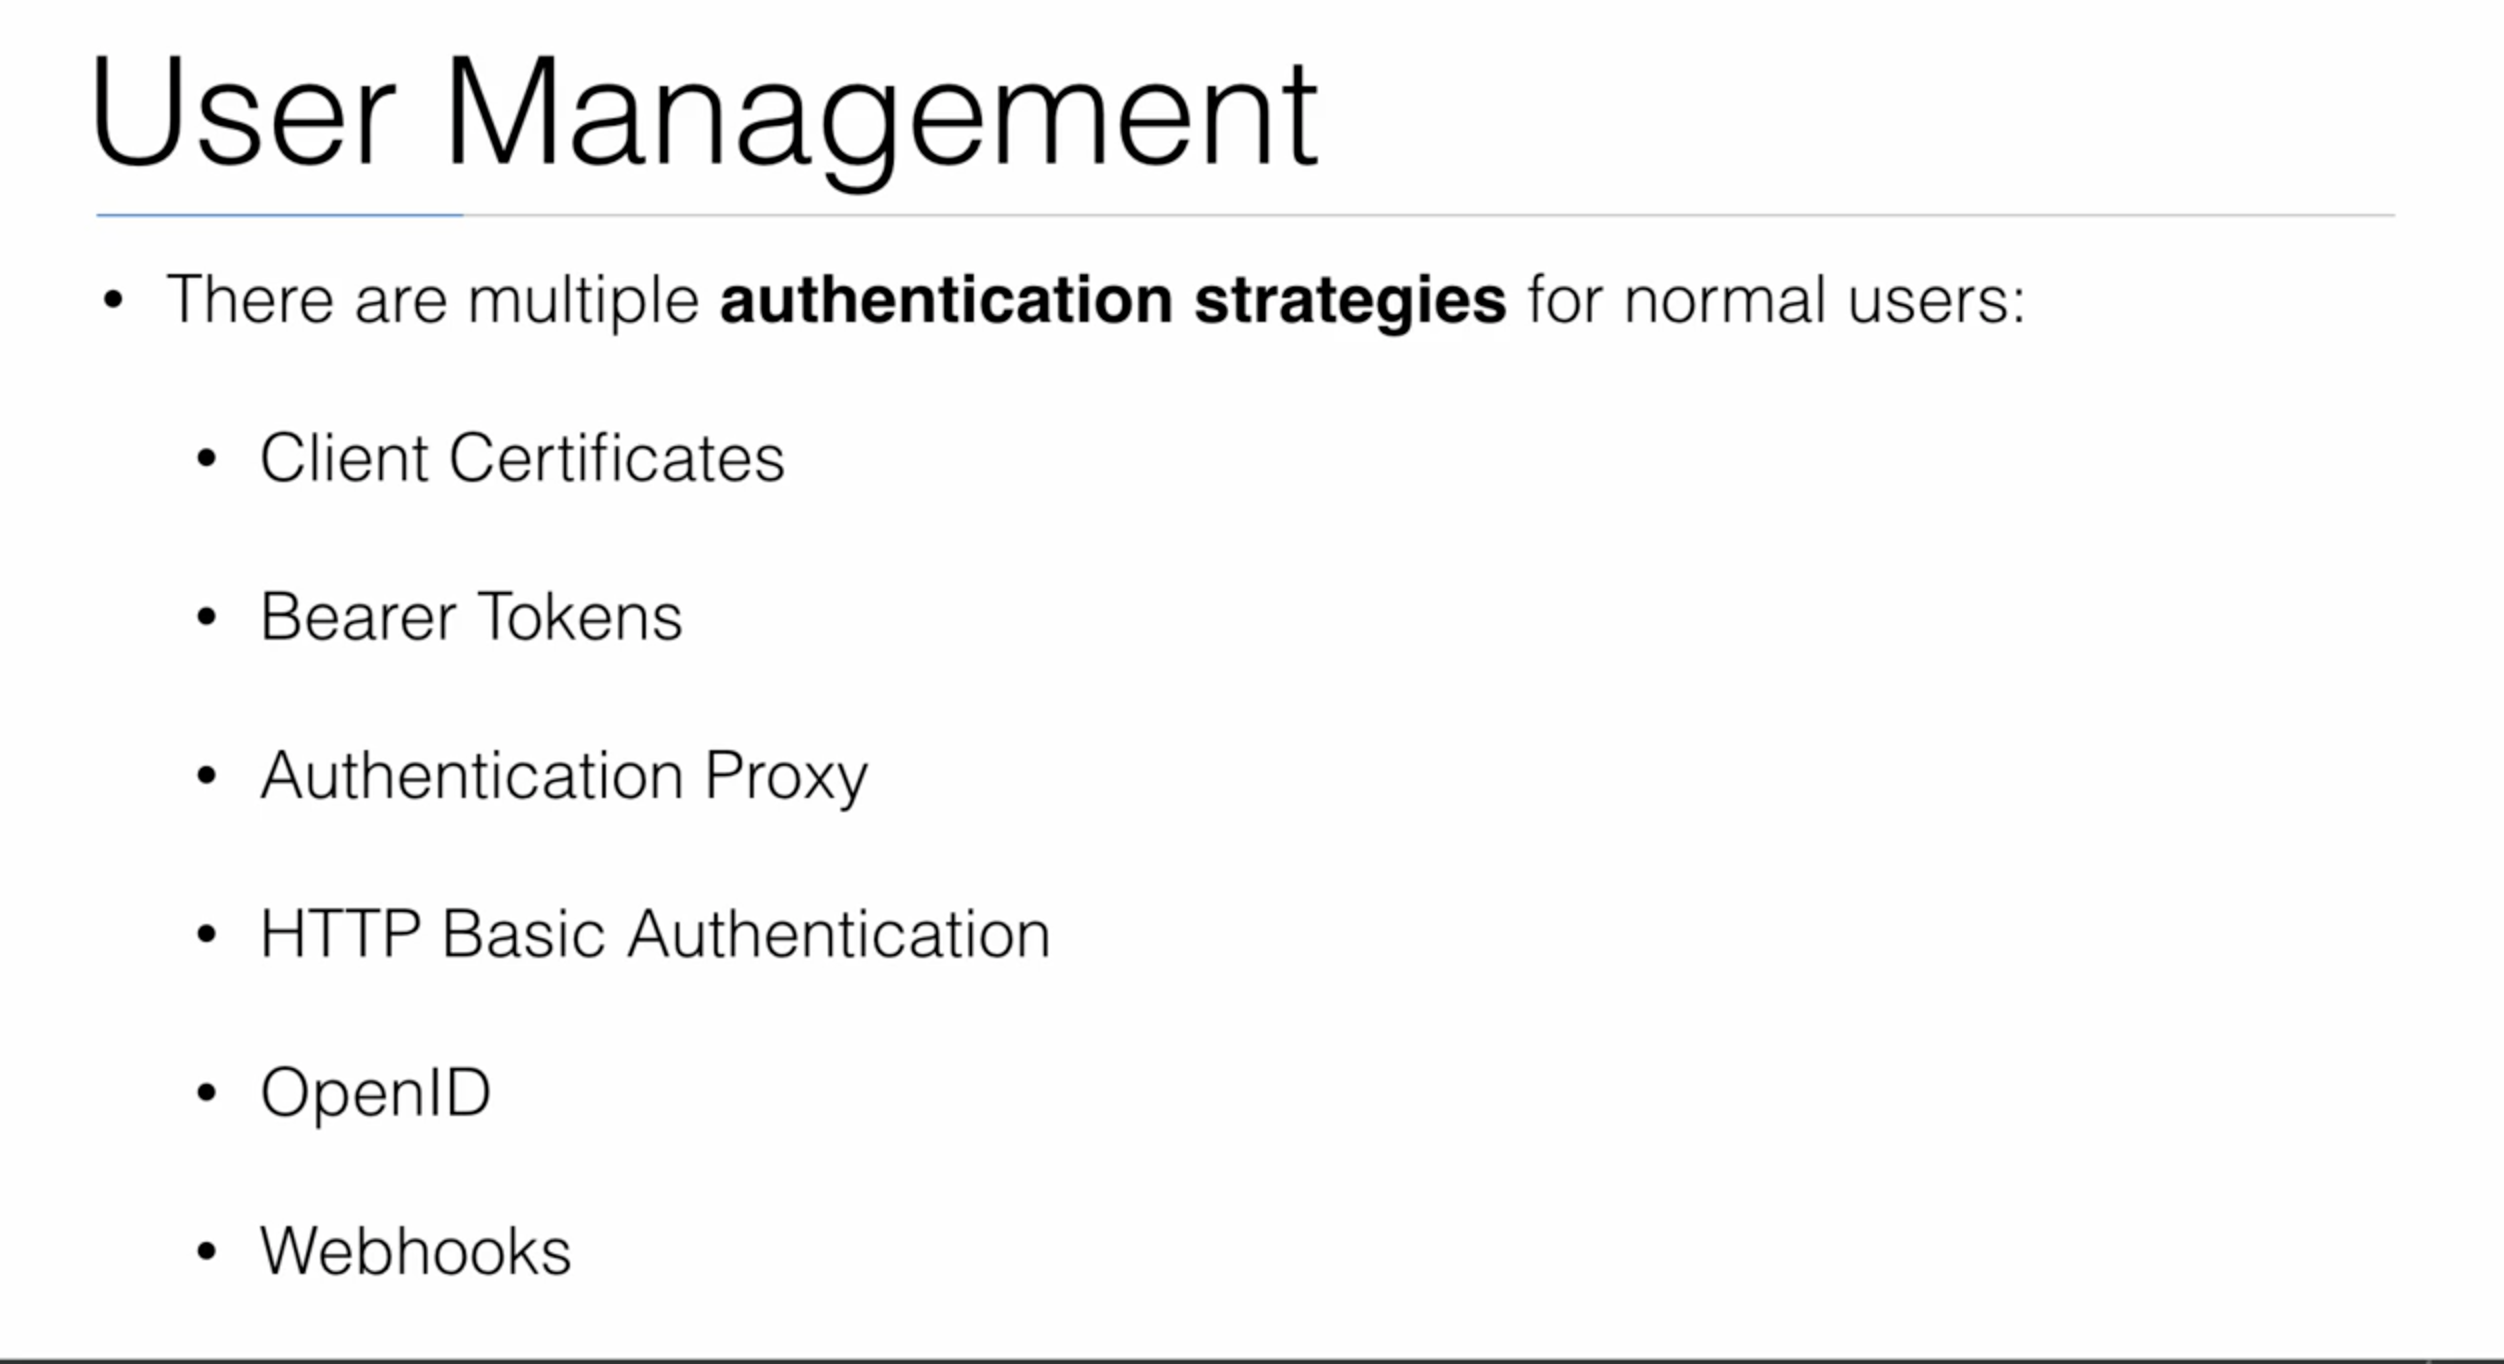 User Management
• There are multiple authentication strategies for normal users:
• Client Certificates
• Bearer Tokens
• Authentication Proxy
• HTTP Basic Authentication
• OpenID
• Webhooks